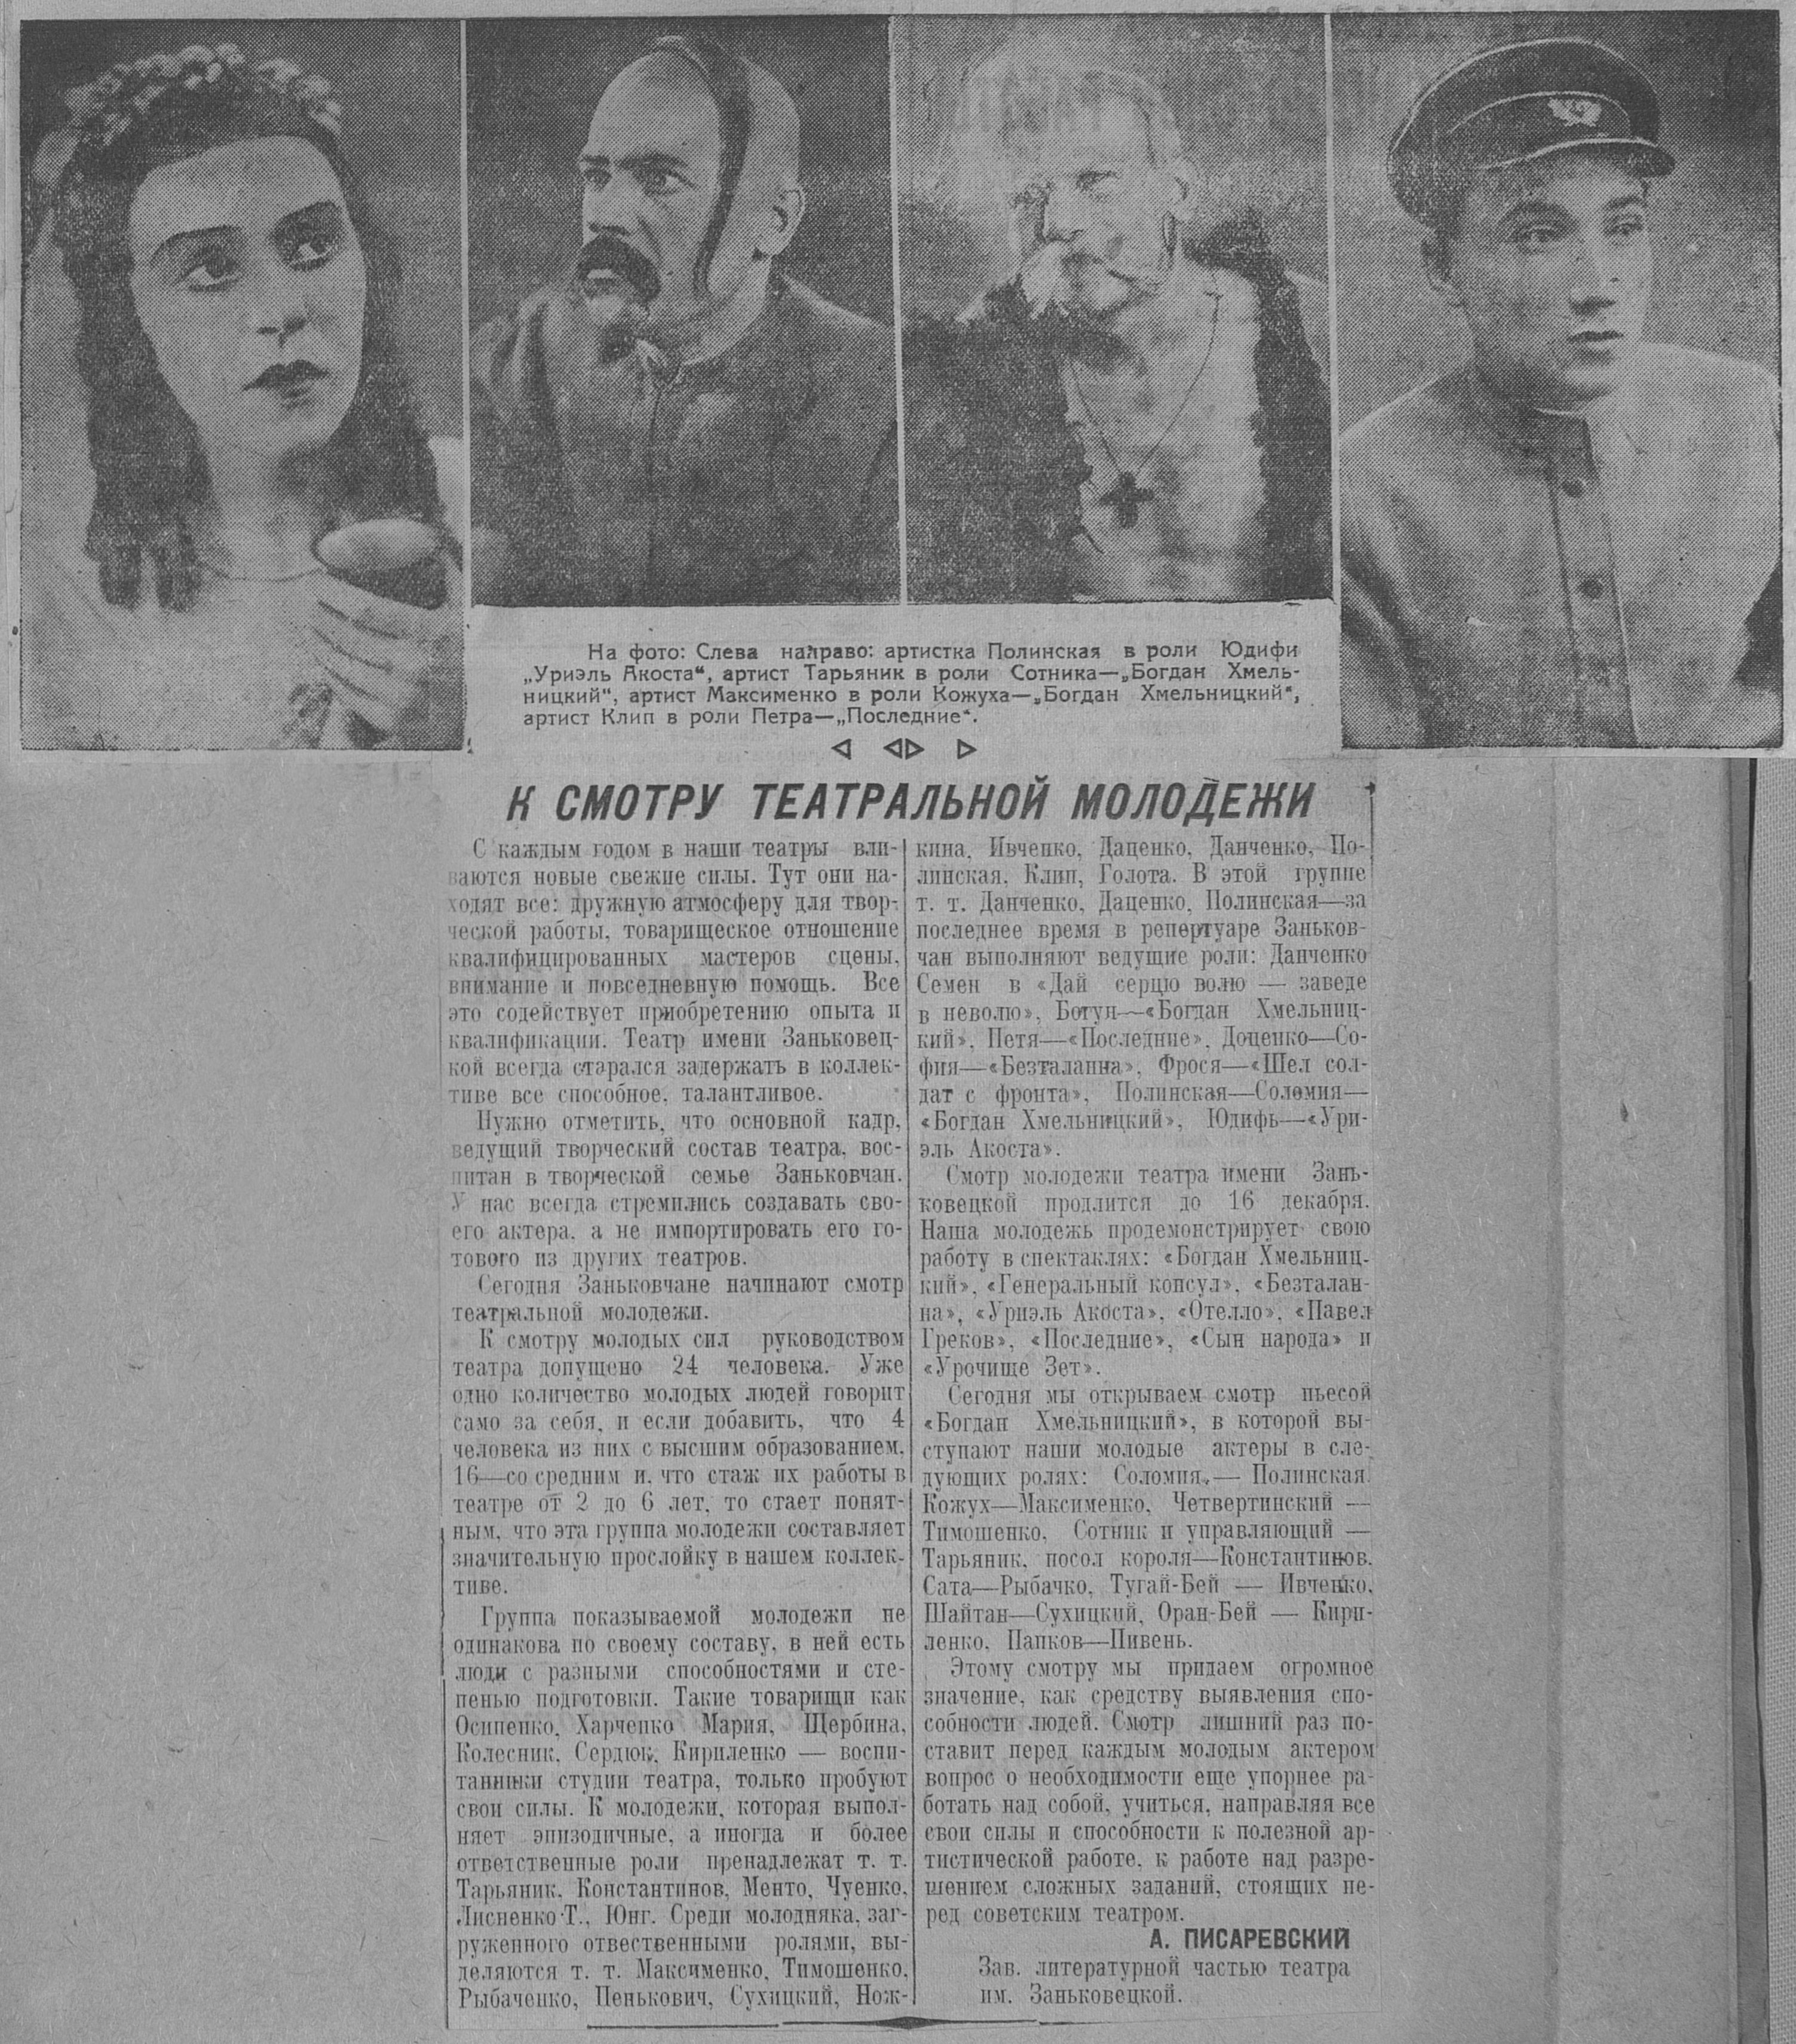 На фото: Слева направо: артистка Полинская в роли Юдифи
„Уриэль Акоста“, артист Тарьяник в роли Сотника—„Богдан Хмель-
ницкий“, артист Максименко в роли Кожуха—„Богдан Хмельницкий“,
артист Клип в роли Петра—„Последние“.
К СМОТРУ ТЕАТРАЛЬНОЙ МОЛОДЕЖИ
С каждым годом в наши театры вли-
ваются новые свежие силы. Тут они на-
ходят все: дружную атмосферу для твор-
ческой работы, товарищеское отношение
квалифицированных мастеров сцены,
внимание и повседневную помощь. Все
это содействует приобретению опыта и
квалификации. Театр имени Заньковец-
кой всегда старался задержать в коллек-
тиве все способное, талантливое.
Нужно отметить, что основной кадр,
ведущий творческий состав театра, вос-
питан в творческой семье Заньковчан.
У нас всегда стремились создавать сво-
его актера, а не импортировать его го-
тового из других театров.
Сегодня Заньковчане начинают смотр
театральной молодежи.
К смотру молодых сил руководством
театра допущено 24 человека. Уже
одно количество молодых людей говорит
само за себя, и если добавить, что 4
человека из них с высшим образованием,
16—со средним и, что стаж их работы в
театре от 2 до 6 лет, то стает понят-
ным, что эта группа молодежи составляет
значительную прослойку в нашем коллек-
тиве.
Группа показываемой молодежи не
одинакова по своему составу, в ней есть
люди с разными способностями и сте-
пенью подготовки. Такие товарищи как
Осипенко, Харченко Мария, Щербина,
Колесник, Сердюк, Кириленко — воспи-
танники студии театра, только пробуют
свои силы. К молодежи, которая выпол-
няет эпизодичные, а иногда и более
ответственные роли пренадлежат т. т.
Тарьяник, Константинов, Менто, Чуенко,
Лисненко Т., Юнг. Среди молодняка, заг-
руженного отвественными ролями, вы-
деляются т. т. Максименко, Тимошенко,
Рыбаченко, Пенькович, Сухицкий, Нож-
кина, Ивченко, Даценко, Данченко, По-
линская, Клип, Голота. В этой группе
т. т. Данченко, Даценко, Полинская—за
последнее время в репертуаре Заньков-
чан выполняют ведущие роли: Данченко
Семен в «Дай серцю волю — заведе
в неволю», Богун—«Богдан Хмельниц-
кий», Петя—«Последние», Доценко—Со-
фия—«Безталанна», Фрося—«Шел сол-
дат с фронта», Полинская—Соломия—
«Богдан Хмельницкий», Юдифь—«Ури-
эль Акоста».
Смотр молодежи театра имени Зань-
ковецкой продлится до 16 декабря.
Наша молодежь продемонстрирует свою
работу в спектаклях: «Богдан Хмельниц-
кий», «Генеральный консул», «Безталан-
на», «Уриэль Акоста», «Отелло», «Павел
Греков», «Последние», «Сын народа» и
«Урочище Зет».
Сегодня мы открываем смотр пьесой
«Богдан Хмельницкий», в которой вы-
ступают наши молодые актеры в сле-
дующих ролях: Соломия — Полинская,
Кожух—Максименко, Четвертинский —
Тимошенко, Сотник и управляющий —
Тарьяник, посол короля—Константинов,
Сата—Рыбачко, Тугай-Бей — Ивченко,
Шайтан—Сухицкий, Оран-Бей — Кири-
ленко, Папков—Пивень.
Этому смотру мы придаем огромное
значение, как средству выявления спо-
собности людей. Смотр лишний раз по-
ставит перед каждым молодым актером
вопрос о необходимости еще упорнее ра-
ботать над собой, учиться, направляя все
свои силы и способности к полезной ар-
тистической работе, к работе над разре-
шением сложных заданий, стоящих пе-
ред советским театром.
А. ПИСАРЕВСКИЙ
Зав. литературной частью театра
им. Заньковецкой.